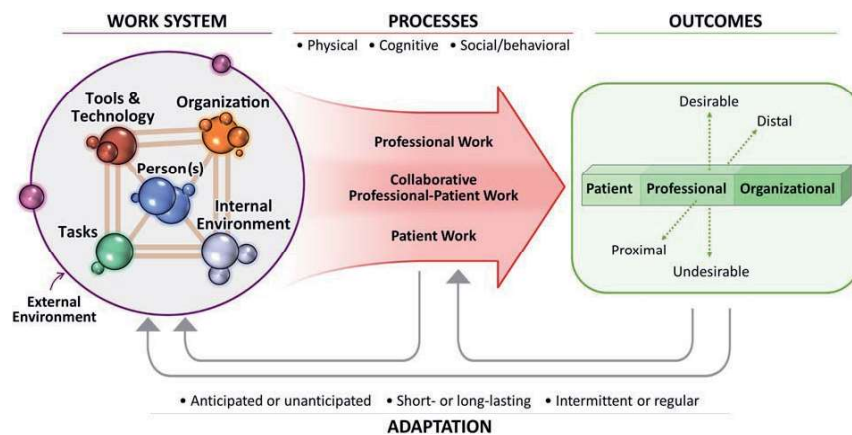 WORK SYSTEM
PROCESSES
OUTCOMES
• Physical • Cognitive • Social/behavioral
Tools &
Technology
Organization
Person(s)
Internal
Environment
Tasks
External
Environment
Professional Work
Collaborative
Professional-Patient Work
Patient Work
Desirable
Distal
Patient Professional Organizational
Proximal
Undesirable
• Anticipated or unanticipated • Short- or long-lasting • Intermittent or regular
ADAPTATION